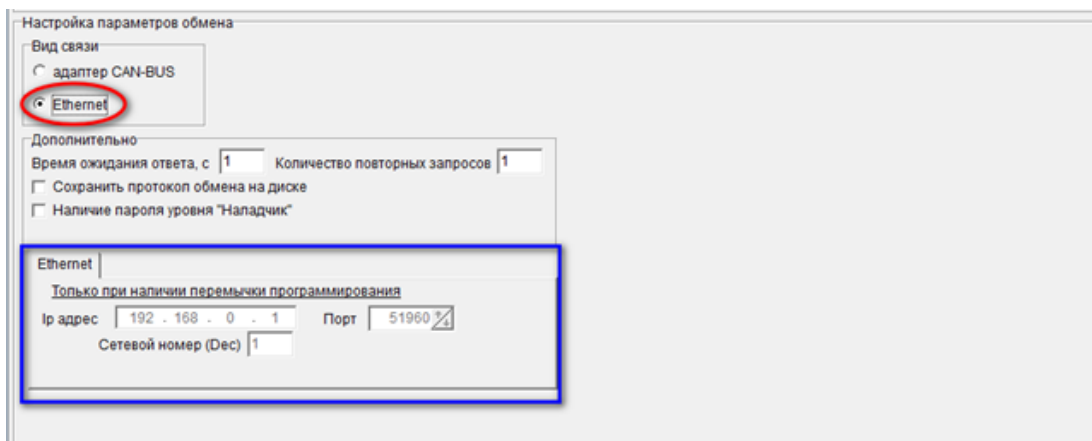 Настройка параметров обмена
Вид связи
адаптер CAN-BUS
Ethernet
Дополнительно
Время ожидания ответа, с 1 Количество повторных запросов 1
Сохранить протокол обмена на диске
Наличие пароля уровня "Наладчик"
Ethernet
Только при наличии перемычки программирования
Ip адрес 192 . 168 . 0 . 1 Порт 51960
Сетевой номер (Dec) 1